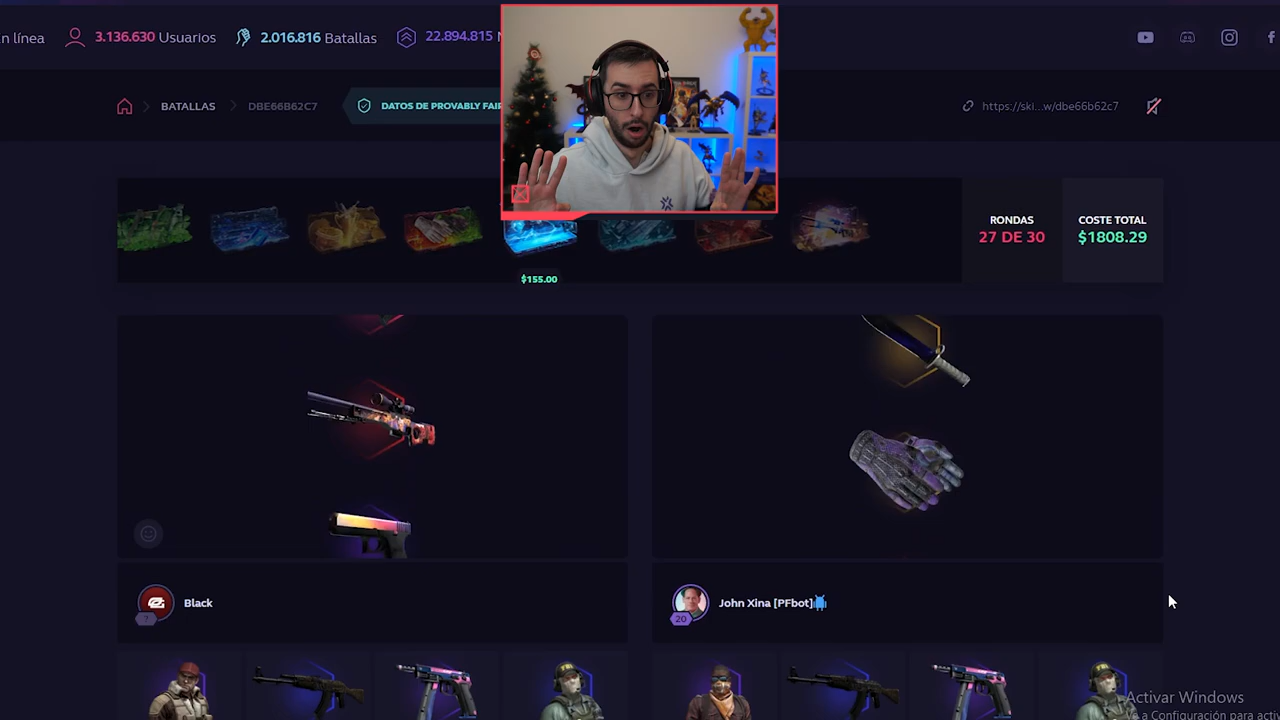 n línea
3.136.630 Usuarios
2.016.816 Batallas
22.894.815
BATALLAS
DBE66B62C7
DATOS DE PROVABLY FAIR
https://ski...w/dbe66b62c7
RONDAS
27 DE 30
COSTE TOTAL
$1808.29
$155.00
Black
7
John Xina [PFbot]
20
Activar Windows
a Configuración para acti